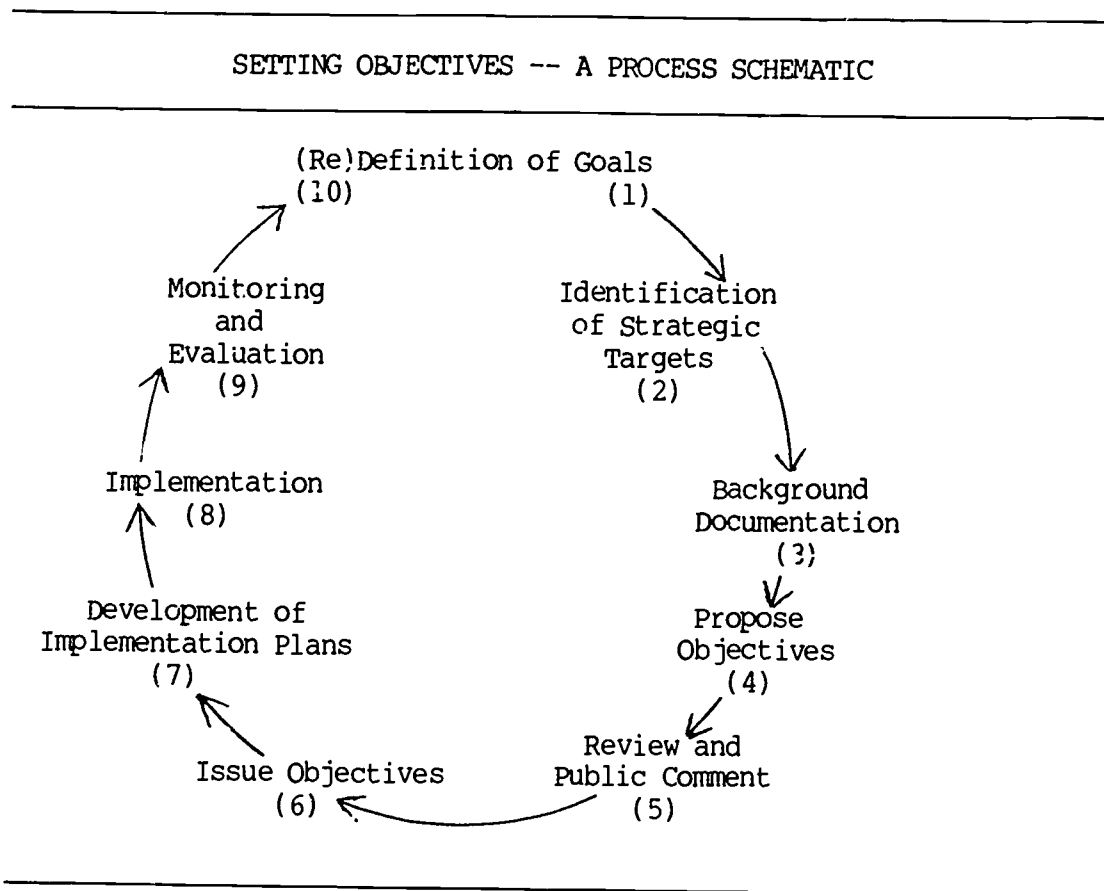 SETTING OBJECTIVES -- A PROCESS SCHEMATIC
(Re)Definition of Goals
(10) (1)
Identification
of Strategic
Targets
(2)
Background
Documentation
(3)
Propose
Objectives
(4)
Review and
Public Comment
(5)
Issue Objectives
(6)
Development of
Implementation Plans
(7)
Implementation
(8)
Monitoring
and
Evaluation
(9)